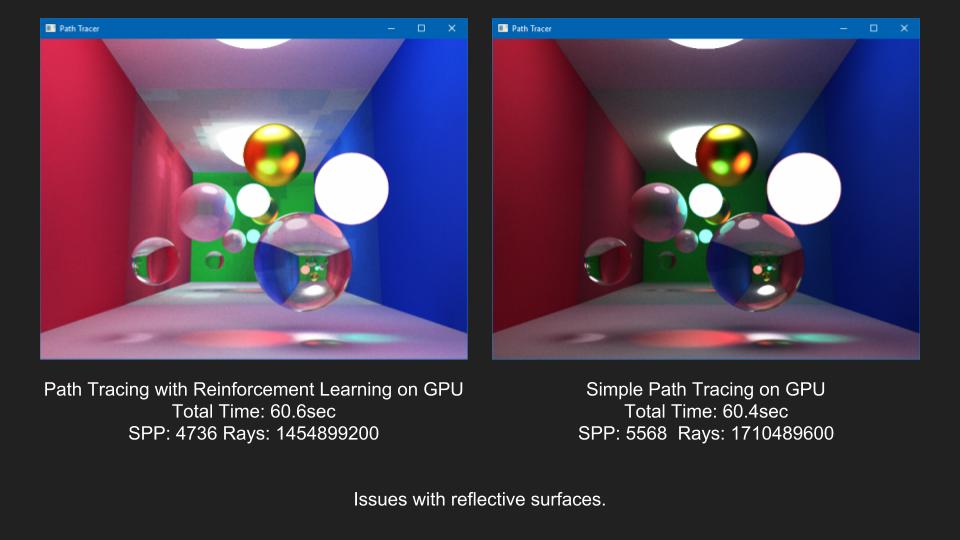 Path Tracer
Path Tracer
Path Tracing with Reinforcement Learning on GPU
Total Time: 60.6sec
SPP: 4736 Rays: 1454899200
Simple Path Tracing on GPU
Total Time: 60.4sec
SPP: 5568  Rays: 1710489600
Issues with reflective surfaces.